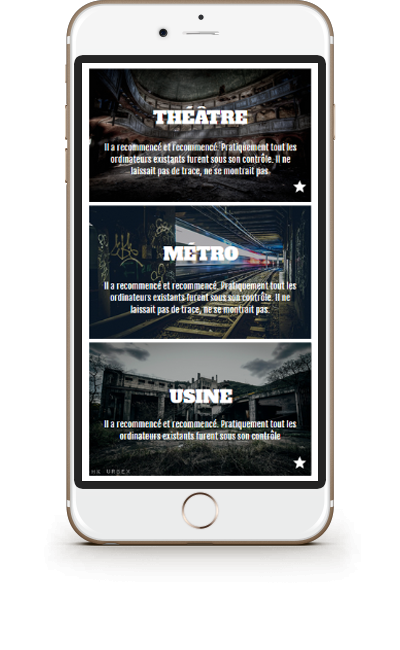 THÉÂTRE
Il a recommencé et recommencé. Pratiquement tout les
ordinateurs existants furent sous son contrôle. Il ne
laissait pas de trace, ne se montrait pas.
MÉTRO
Il a recommencé et recommencé. Pratiquement tout les
ordinateurs existants furent sous son contrôle. Il ne
laissait pas de trace, ne se montrait pas.
USINE
Il a recommencé et recommencé. Pratiquement tout les
ordinateurs existants furent sous son contrôle
URBEX